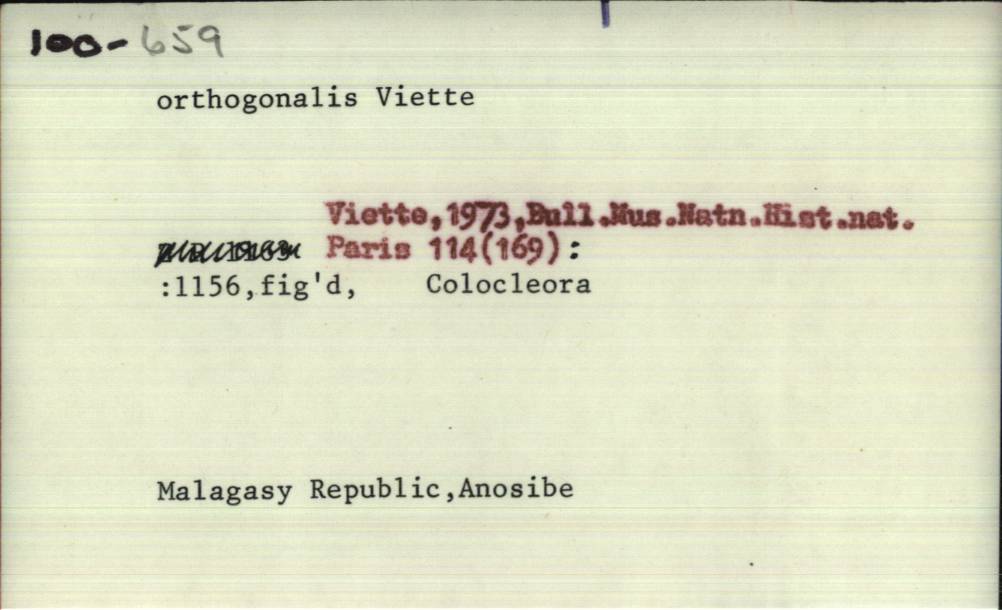 100-659
orthogonalis Viette
Viette,1973,Bull.Mus.Natn.Hist.nat.
Paris 114(169):
:1156,fig'd, Colocleora
Malagasy Republic,Anosibe